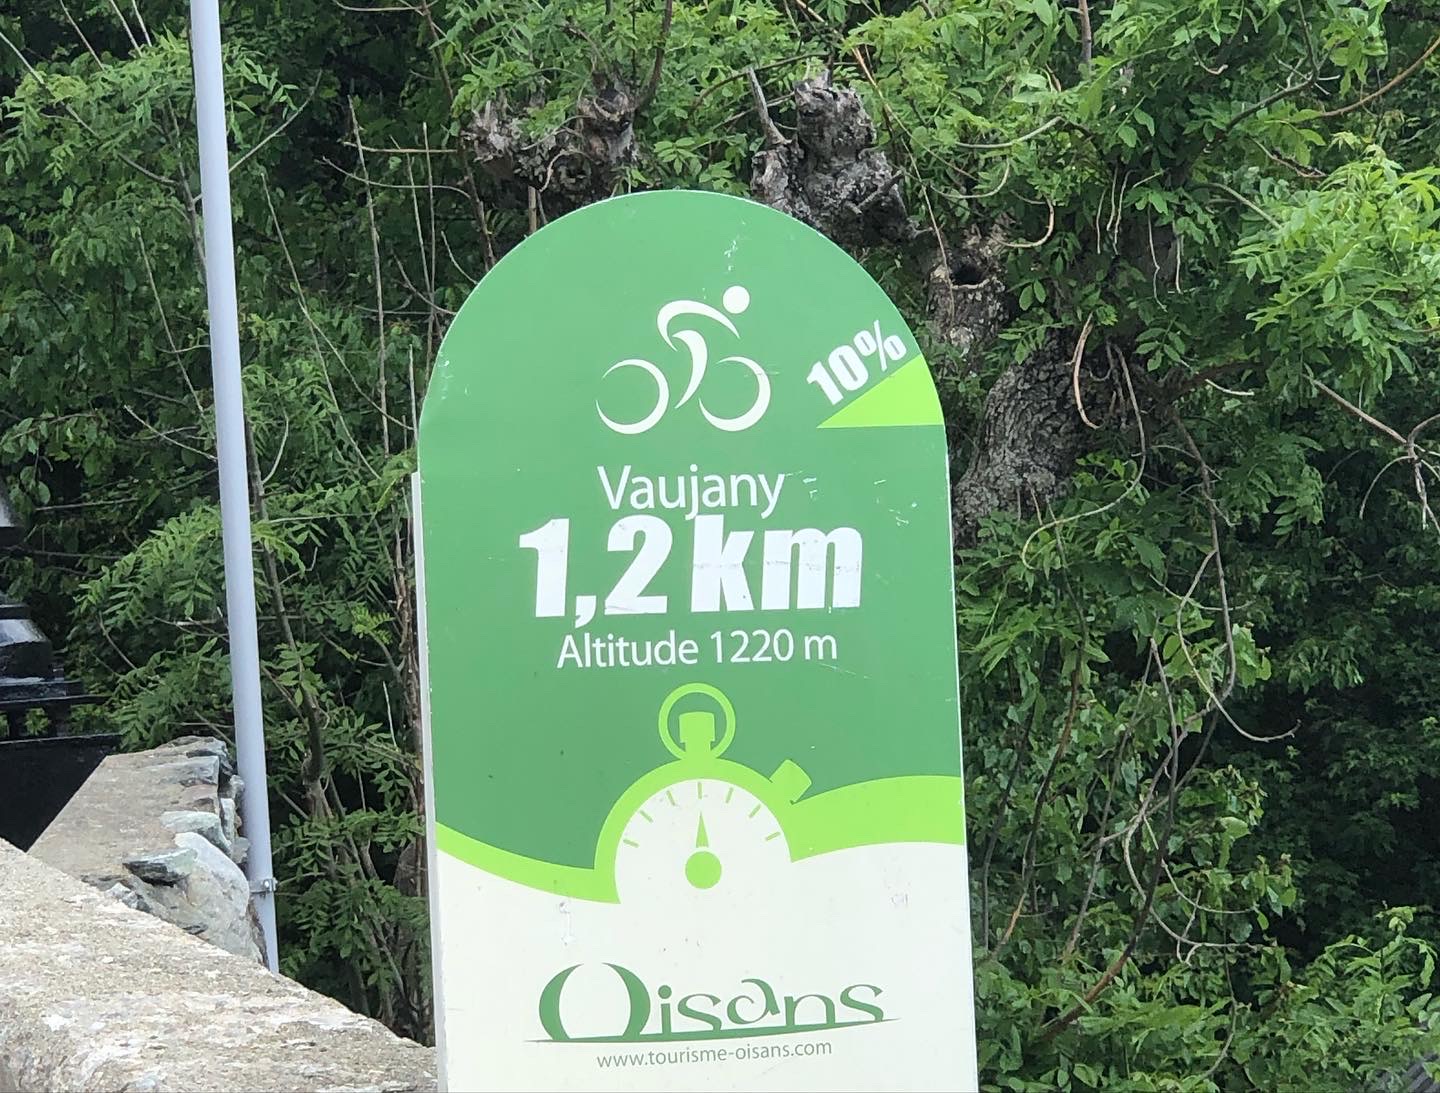 10%
Vaujany
1,2 km
Altitude 1220 m
Oisans
www.tourisme-oisans.com